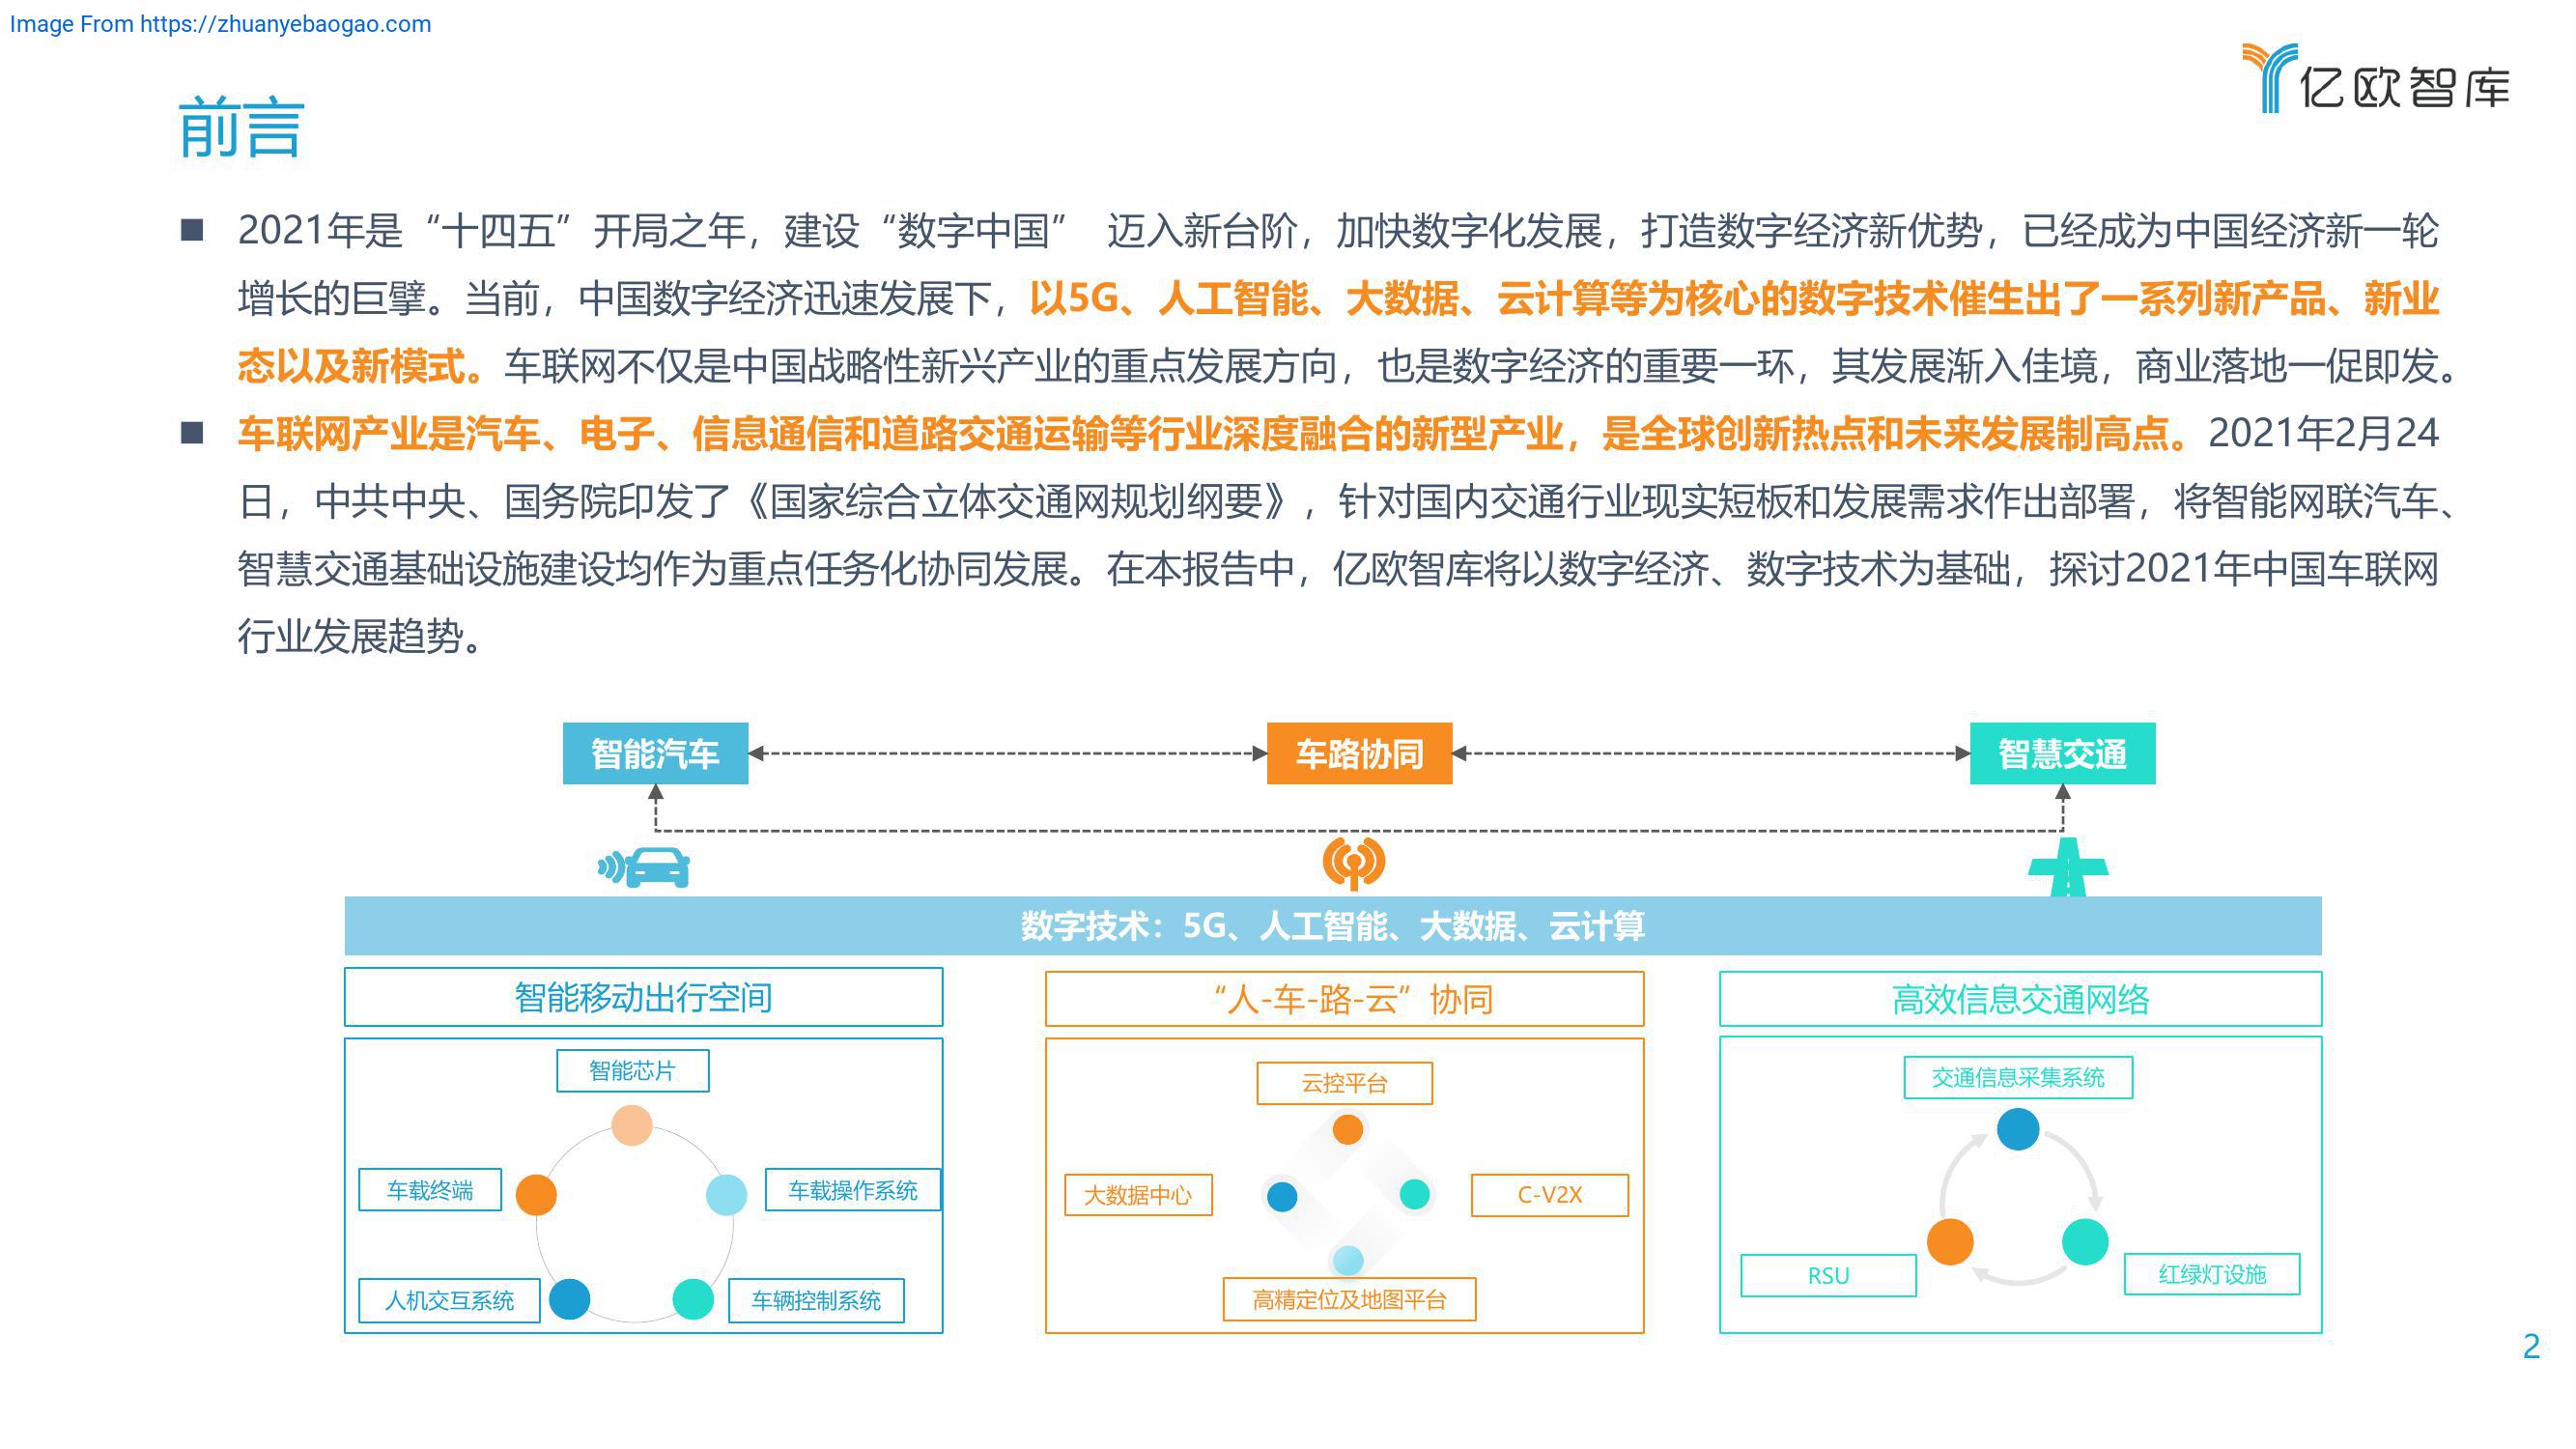 Image From https://zhuanyebaogao.com
亿欧智库
前言
2021年是“十四五”开局之年，建设“数字中国” 迈入新台阶，加快数字化发展，打造数字经济新优势，已经成为中国经济新一轮
增长的巨擘。当前，中国数字经济迅速发展下，以5G、人工智能、大数据、云计算等为核心的数字技术催生出了一系列新产品、新业
态以及新模式。车联网不仅是中国战略性新兴产业的重点发展方向，也是数字经济的重要一环，其发展渐入佳境，商业落地一促即发。
车联网产业是汽车、电子、信息通信和道路交通运输等行业深度融合的新型产业，是全球创新热点和未来发展制高点。2021年2月24
日，中共中央、国务院印发了《国家综合立体交通网规划纲要》，针对国内交通行业现实短板和发展需求作出部署，将智能网联汽车、
智慧交通基础设施建设均作为重点任务化协同发展。在本报告中，亿欧智库将以数字经济、数字技术为基础，探讨2021年中国车联网
行业发展趋势。
智能汽车
车路协同
智慧交通
数字技术：5G、人工智能、大数据、云计算
智能移动出行空间
智能芯片
车载终端
车载操作系统
人机交互系统
车辆控制系统
“人-车-路-云”协同
云控平台
大数据中心
C-V2X
高精定位及地图平台
高效信息交通网络
交通信息采集系统
RSU
红绿灯设施
2